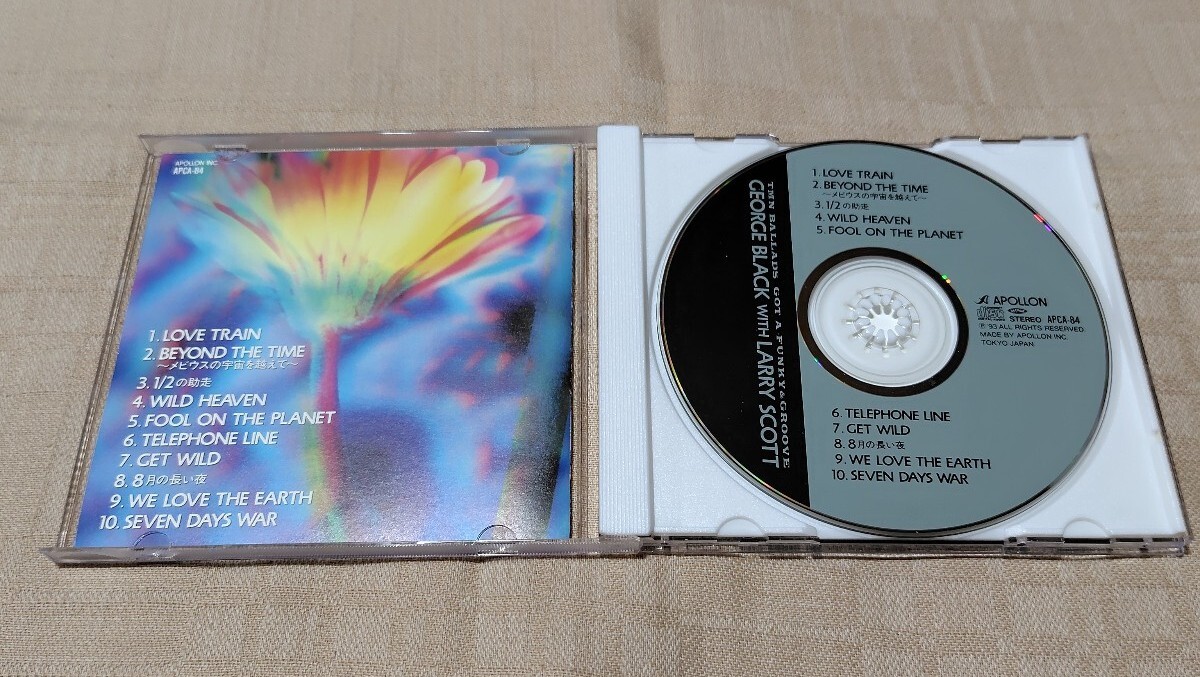 APOLLON INC.
APCA-84
1. LOVE TRAIN
2. BEYOND THE TIME
〜メビウスの宇宙を越えて〜
3. 1/2の助走
4. WILD HEAVEN
5. FOOL ON THE PLANET
6. TELEPHONE LINE
7. GET WILD
8. 8月の長い夜
9. WE LOVE THE EARTH
10. SEVEN DAYS WAR
TMN BALLADS GOT A FUNKY & GROOVE
GEORGE BLACK WITH LARRY SCOTT
1. LOVE TRAIN
2. BEYOND THE TIME
〜メビウスの宇宙を越えて〜
3. 1/2の助走
4. WILD HEAVEN
5. FOOL ON THE PLANET
APOLLON
STEREO APCA-84
Ⓟ '93 ALL RIGHTS RESERVED.
MADE BY APOLLON INC.
TOKYO JAPAN
6. TELEPHONE LINE
7. GET WILD
8. 8月の長い夜
9. WE LOVE THE EARTH
10. SEVEN DAYS WAR